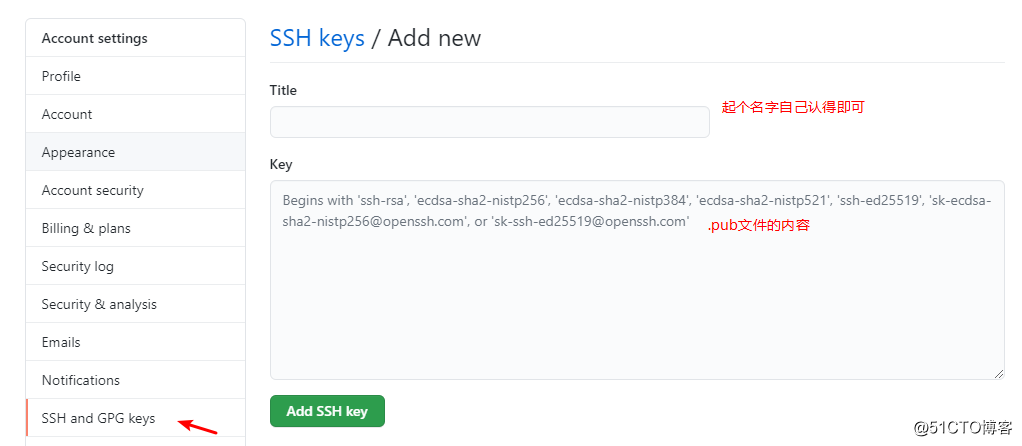 Account settings
Profile
Account
Appearance
Account security
Billing & plans
Security log
Security & analysis
Emails
Notifications
SSH and GPG keys
SSH keys / Add new
Title
起个名字自己认得即可
Key
Begins with 'ssh-rsa', 'ecdsa-sha2-nistp256', 'ecdsa-sha2-nistp384', 'ecdsa-sha2-nistp521', 'ssh-ed25519', 'sk-ecdsa-
sha2-nistp256@openssh.com', or 'sk-ssh-ed25519@openssh.com'
.pub文件的内容
Add SSH key
@51CTO博客